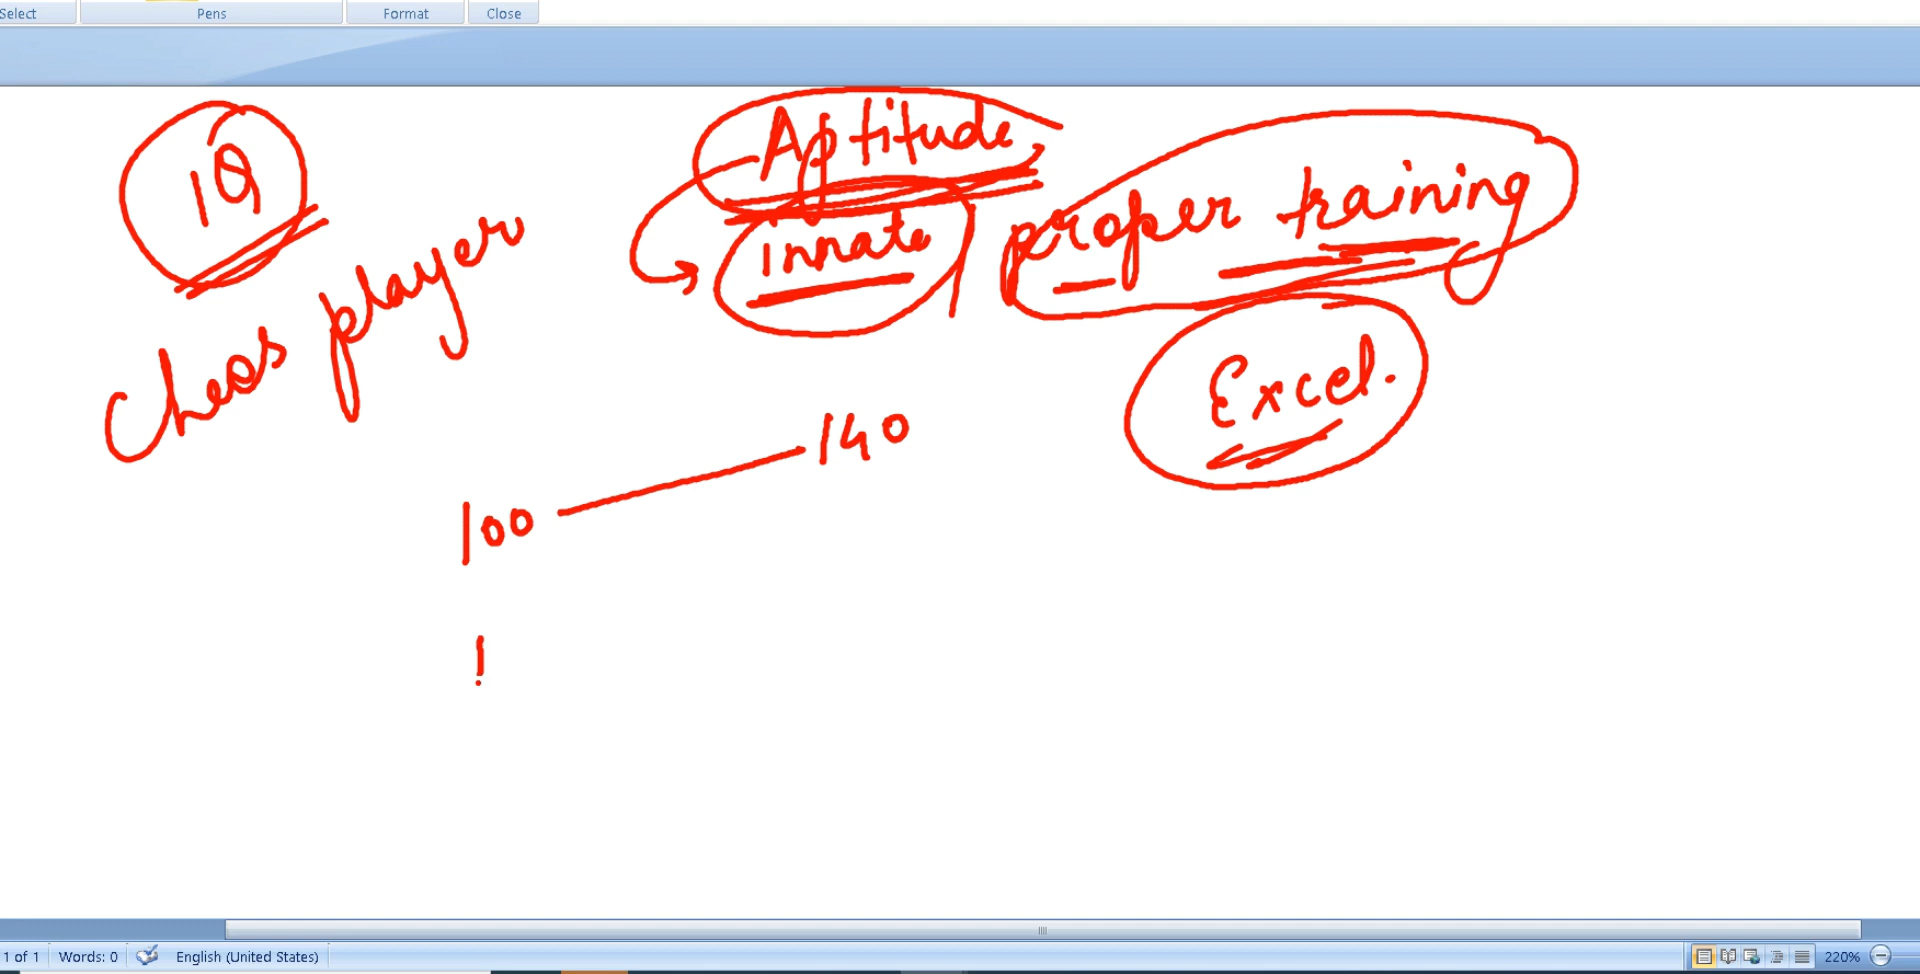 Select Pens Format Close
IQ
Aptitude
innate
proper training
Chess player
Excel.
100 — 140
1 of 1 Words: 0 English (United States) 220%